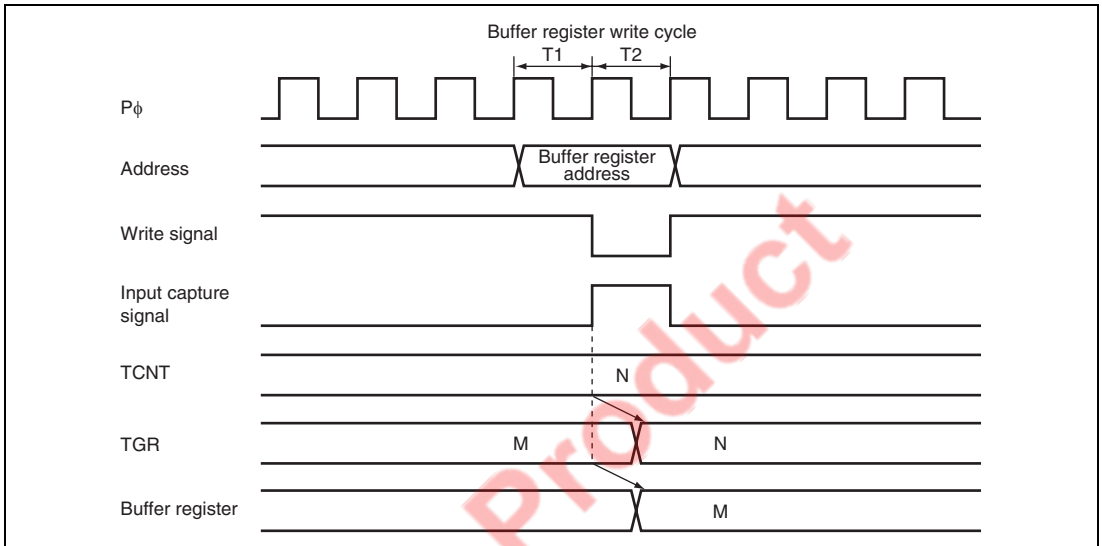 Buffer register write cycle
T1 T2
Pϕ
Address
Buffer register
address
Write signal
Input capture
signal
TCNT
N
TGR
M
N
Buffer register
M
Product